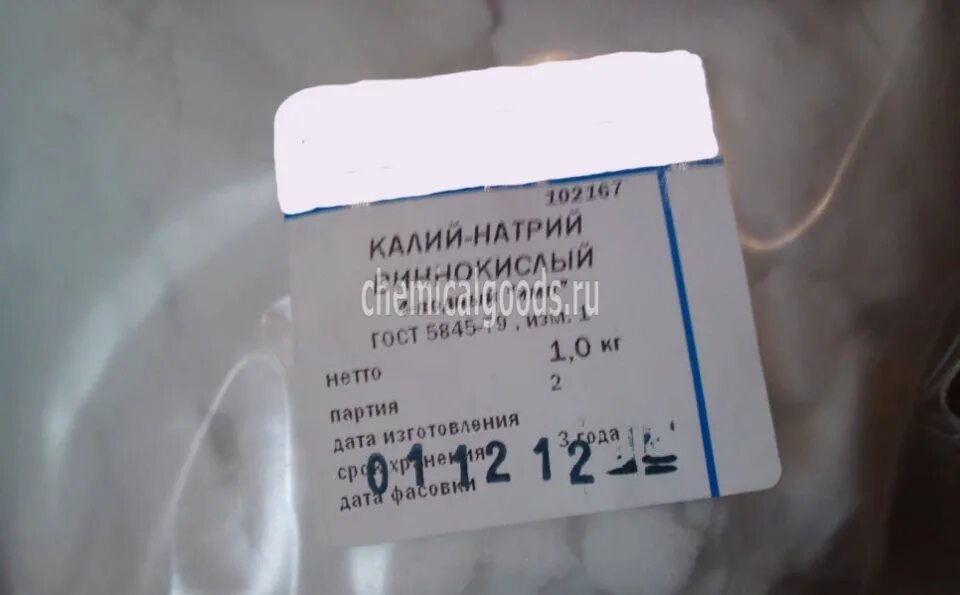 102167
КАЛИЙ-НАТРИЙ
ВИННОКИСЛЫЙ
chemicalgoods.ru
ГОСТ 5845-79, изм. 1
нетто 1,0 кг
партия 2
дата изготовления
срок хранения 3 года
01 12 12
дата фасовки